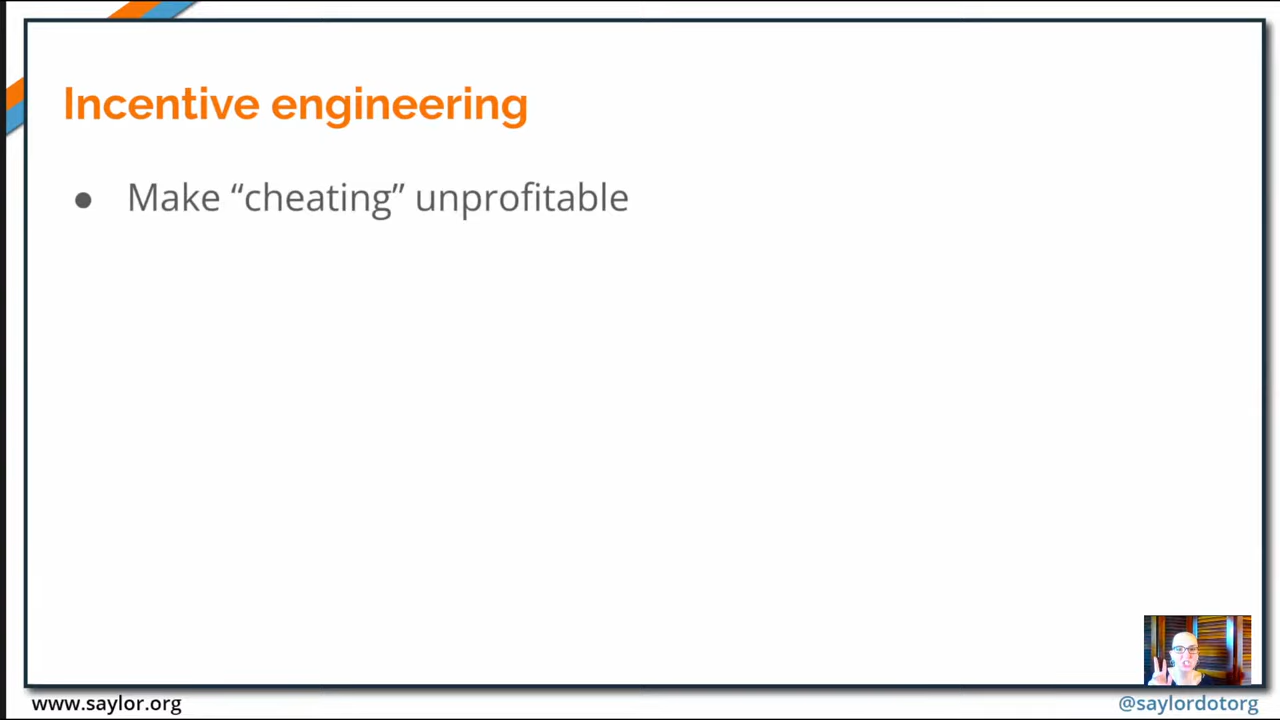 Incentive engineering
● Make “cheating” unprofitable
www.saylor.org
@saylordotorg